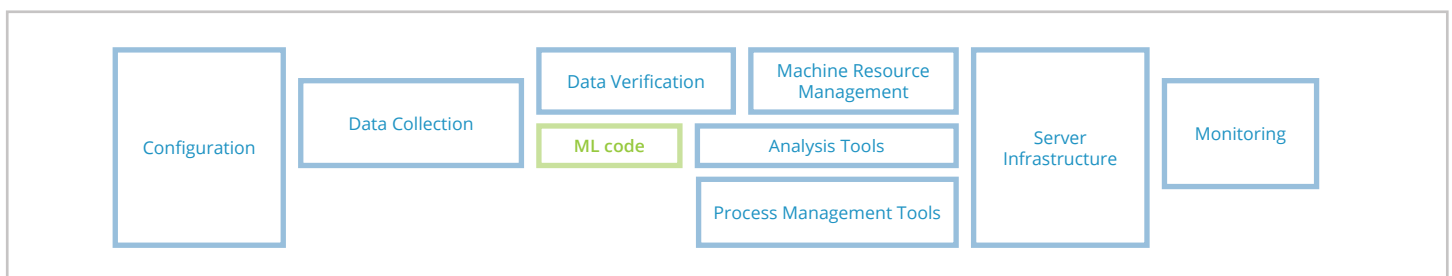 Configuration
Data Collection
Data Verification
Machine Resource
Management
ML code
Analysis Tools
Process Management Tools
Server
Infrastructure
Monitoring